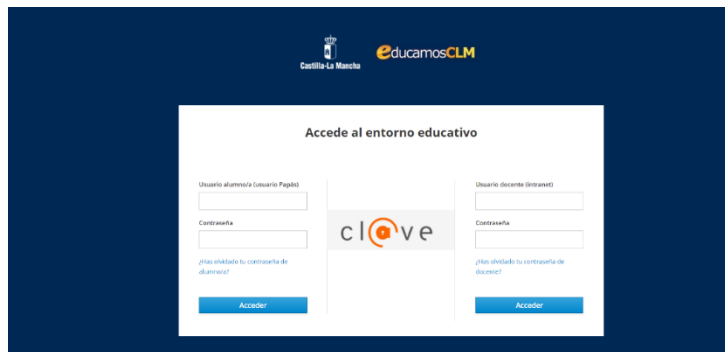 Castilla-La Mancha
educamosCLM
Accede al entorno educativo
Usuario alumno/a (usuario Papás)
Contraseña
¿Has olvidado tu contraseña de
alumno/a?
Acceder
cl@ve
Usuario docente (intranet)
Contraseña
¿Has olvidado tu contraseña de
docente?
Acceder